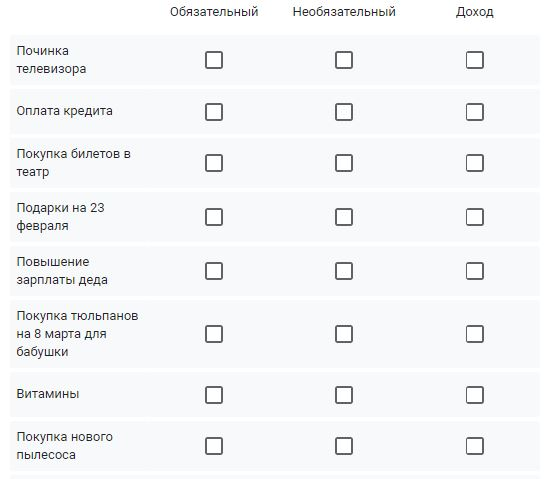 Обязательный Необязательный Доход
Починка
телевизора
Оплата кредита
Покупка билетов в
театр
Подарки на 23
февраля
Повышение
зарплаты деда
Покупка тюльпанов
на 8 марта для
бабушки
Витамины
Покупка нового
пылесоса